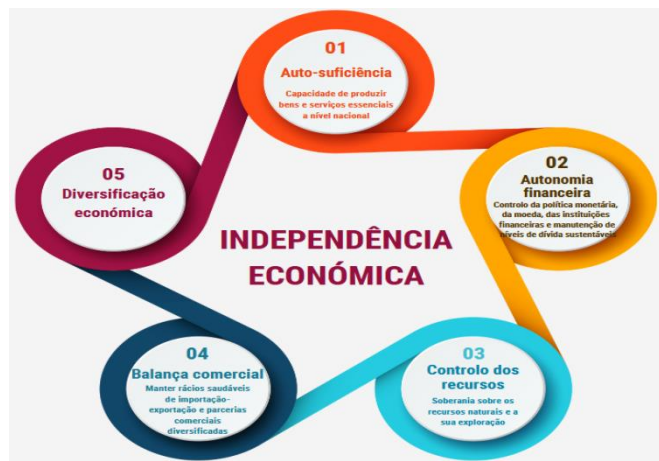 01
Auto-suficiência
Capacidade de produzir
bens e serviços essenciais
a nível nacional
02
Autonomia
financeira
Controlo da política monetária,
da moeda, das instituições
financeiras e manutenção de
níveis de dívida sustentáveis
03
Controlo dos
recursos
Soberania sobre os
recursos naturais e a
sua exploração
04
Balança comercial
Manter rácios saudáveis
de importação-
exportação e parcerias
comerciais
diversificadas
05
Diversificação
económica
INDEPENDÊNCIA
ECONÓMICA